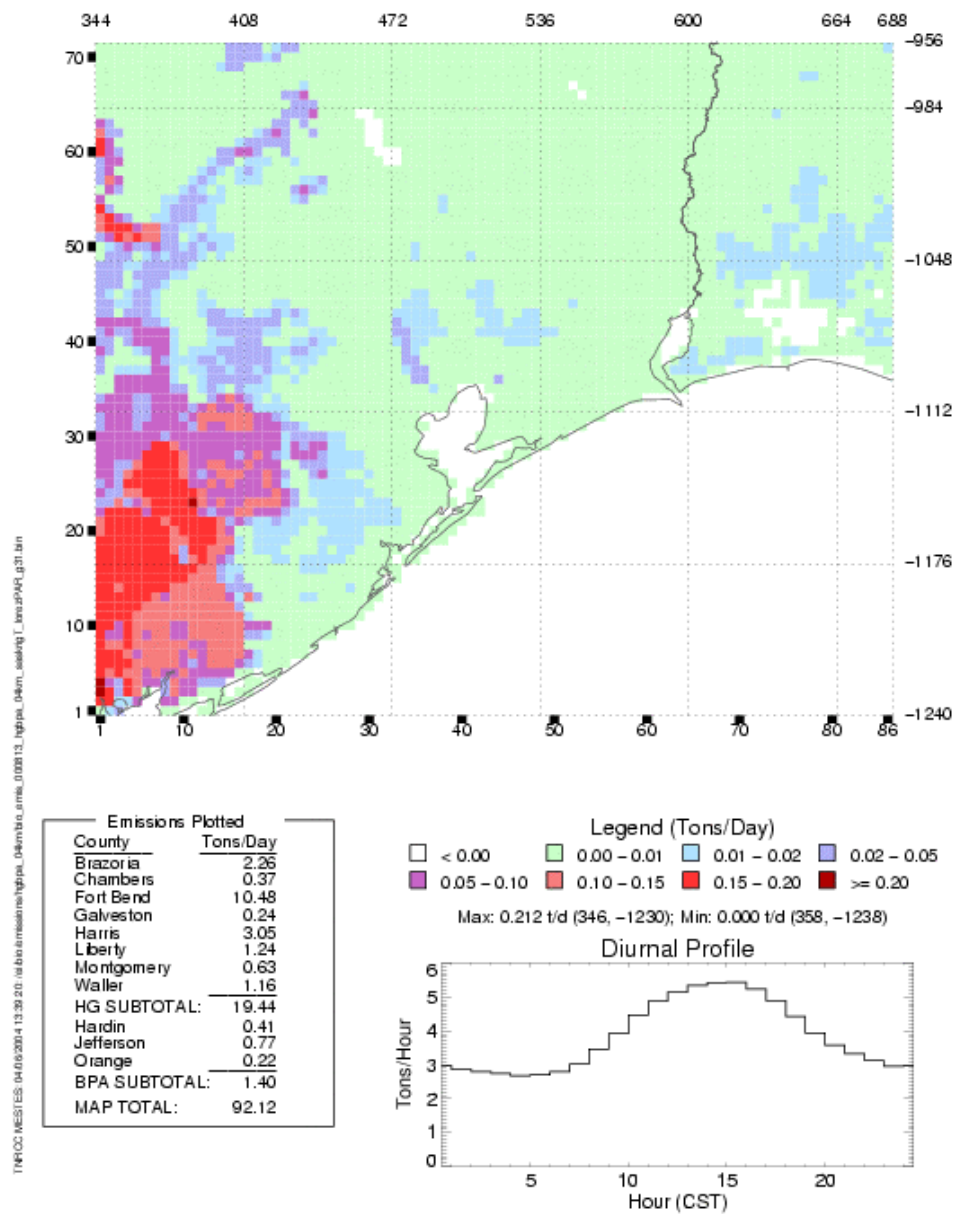 344 408 472 536 600 664 688
70 −956
−984
60
50
−1048
40
−1112
30
20
−1176
10
1 −1240
1 10 20 30 40 50 60 70 80 86
Emissions Plotted
County Tons/Day
Brazoria 2.26
Chambers 0.37
Fort Bend 10.48
Galveston 0.24
Harris 3.05
Liberty 1.24
Montgomery 0.63
Waller 1.16
HG SUBTOTAL: 19.44
Hardin 0.41
Jefferson 0.77
Orange 0.22
BPA SUBTOTAL: 1.40
MAP TOTAL: 92.12
Legend (Tons/Day)
< 0.00 0.00 − 0.01 0.01 − 0.02 0.02 − 0.05
0.05 − 0.10 0.10 − 0.15 0.15 − 0.20 >= 0.20
Max: 0.212 t/d (346, −1230); Min: 0.000 t/d (358, −1238)
Diurnal Profile
6
5
4
3
2
1
0
Tons/Hour
5 10 15 20
Hour (CST)
TNRCC MESTES: 04/06/2004 13:39:20: